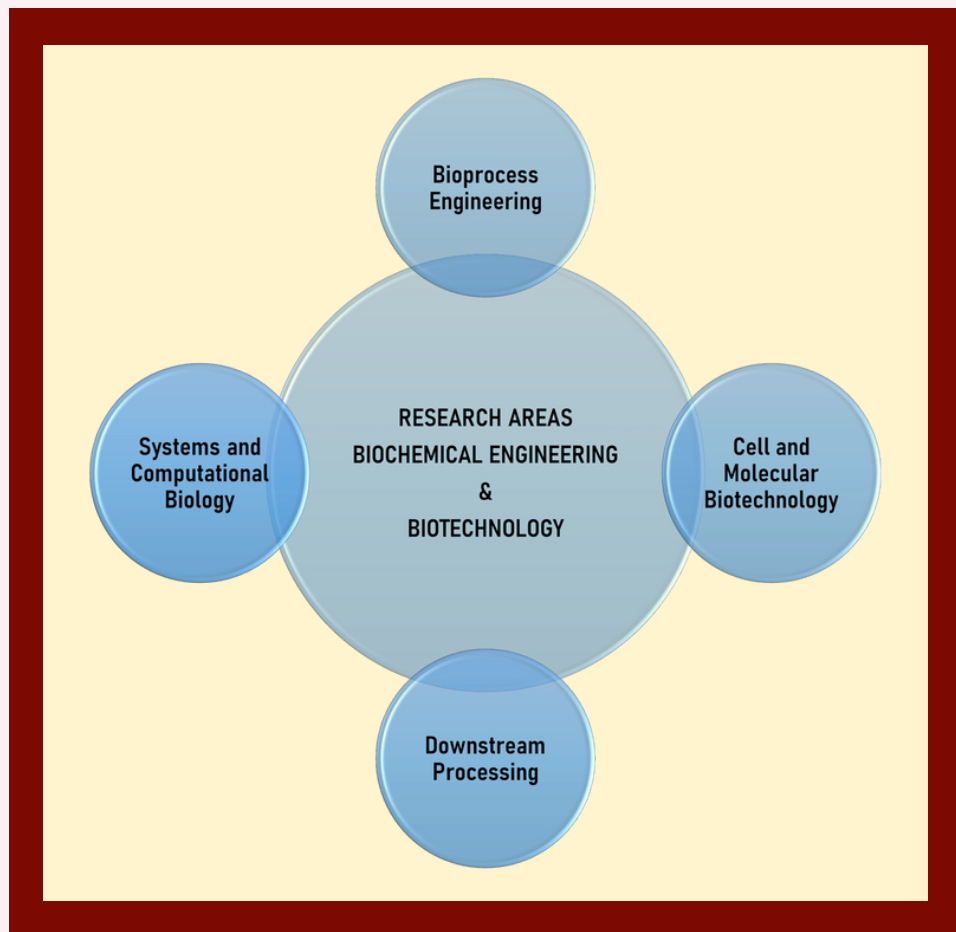 Bioprocess
Engineering
RESEARCH AREAS
BIOCHEMICAL ENGINEERING
&
BIOTECHNOLOGY
Systems and
Computational
Biology
Cell and
Molecular
Biotechnology
Downstream
Processing